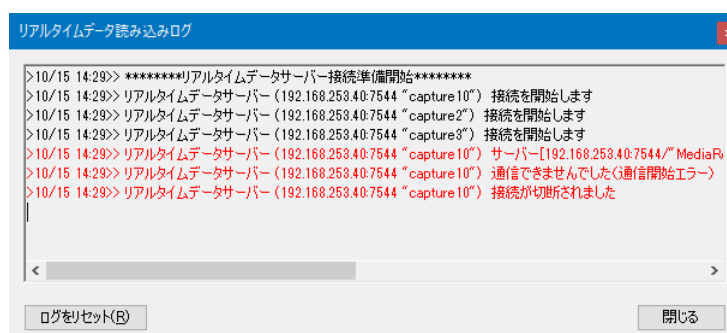 リアルタイムデータ読み込みログ
>10/15 14:29>> ********リアルタイムデータサーバー接続準備開始********
>10/15 14:29>> リアルタイムデータサーバー (192.168.253.40:7544 "capture10") 接続を開始します
>10/15 14:29>> リアルタイムデータサーバー (192.168.253.40:7544 "capture2") 接続を開始します
>10/15 14:29>> リアルタイムデータサーバー (192.168.253.40:7544 "capture3") 接続を開始します
>10/15 14:29>> リアルタイムデータサーバー (192.168.253.40:7544 "capture10") サーバー[192.168.253.40:7544/"MediaR
>10/15 14:29>> リアルタイムデータサーバー (192.168.253.40:7544 "capture10") 通信できませんでした(通信開始エラー)
>10/15 14:29>> リアルタイムデータサーバー (192.168.253.40:7544 "capture10") 接続が切断されました
ログをリセット(R)
閉じる